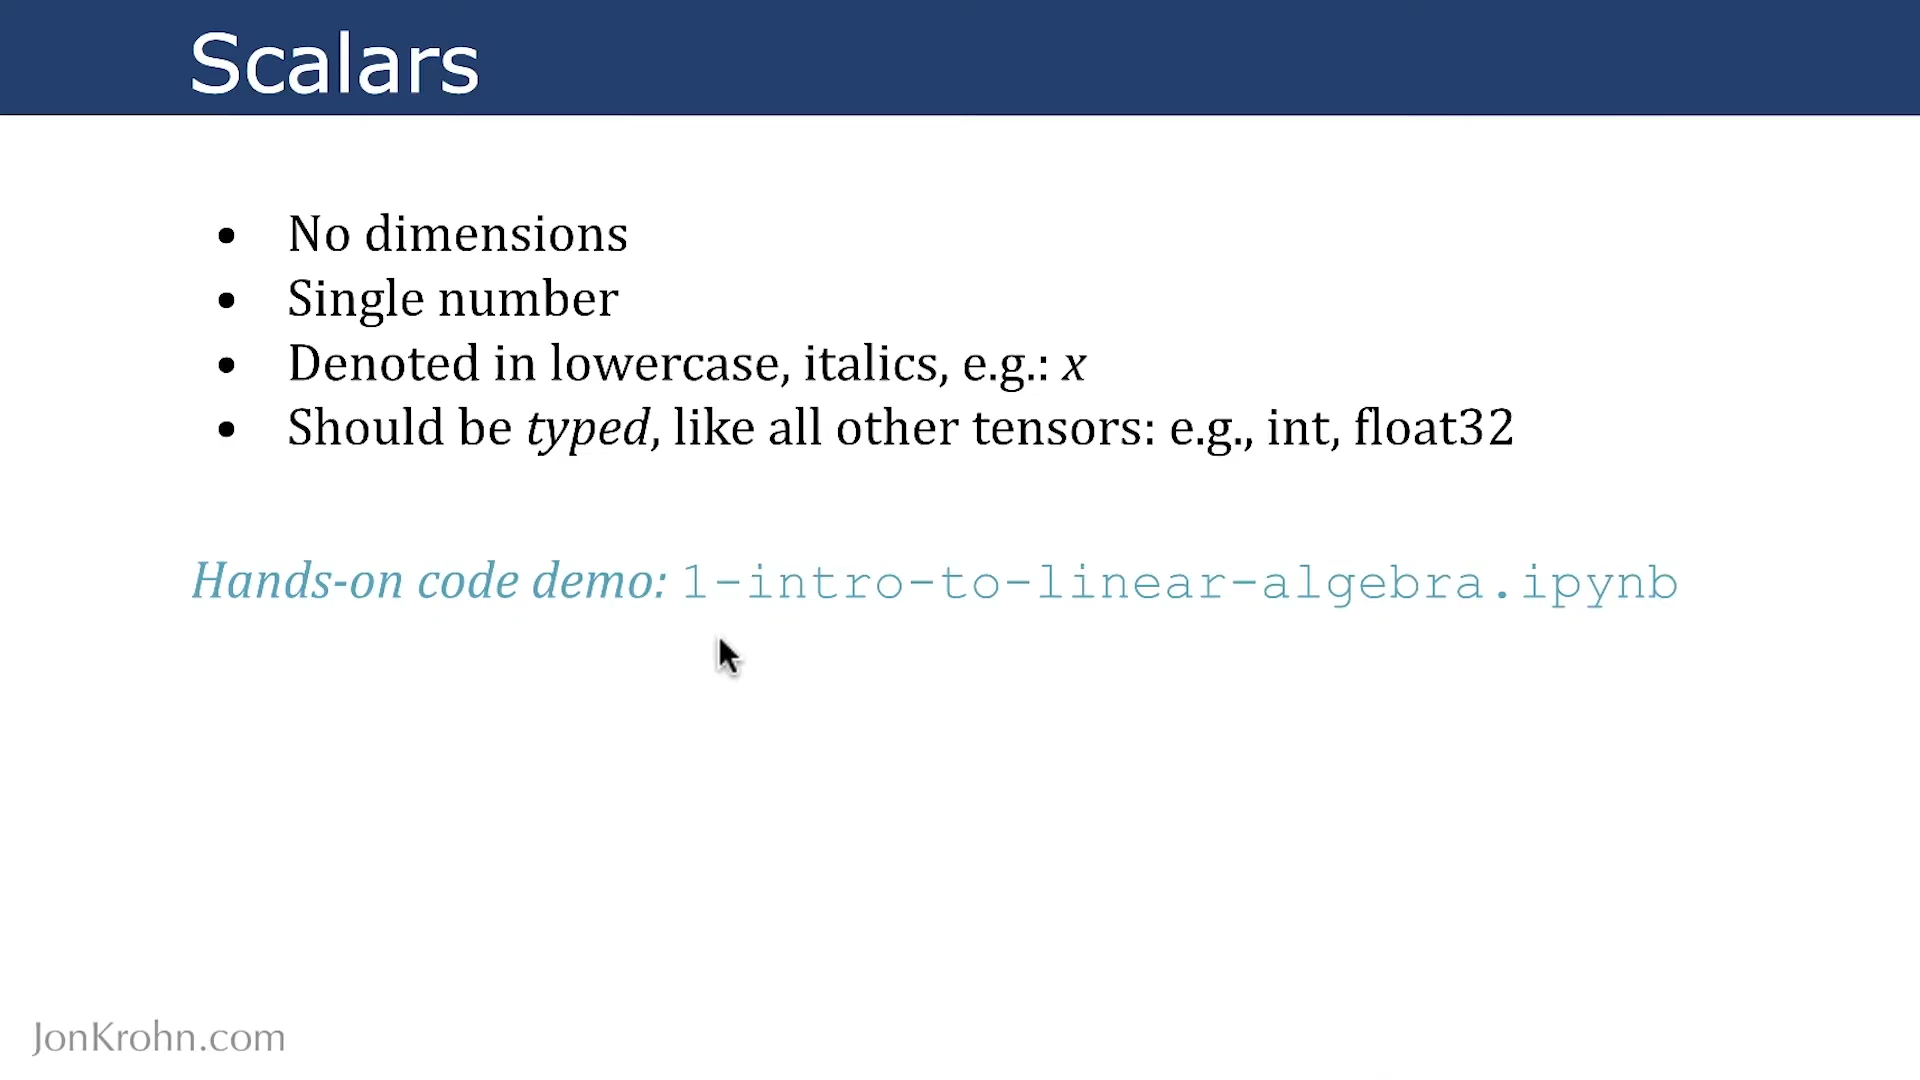 Scalars
• No dimensions
• Single number
• Denoted in lowercase, italics, e.g.: x
• Should be typed, like all other tensors: e.g., int, float32
Hands-on code demo: 1-intro-to-linear-algebra.ipynb
JonKrohn.com